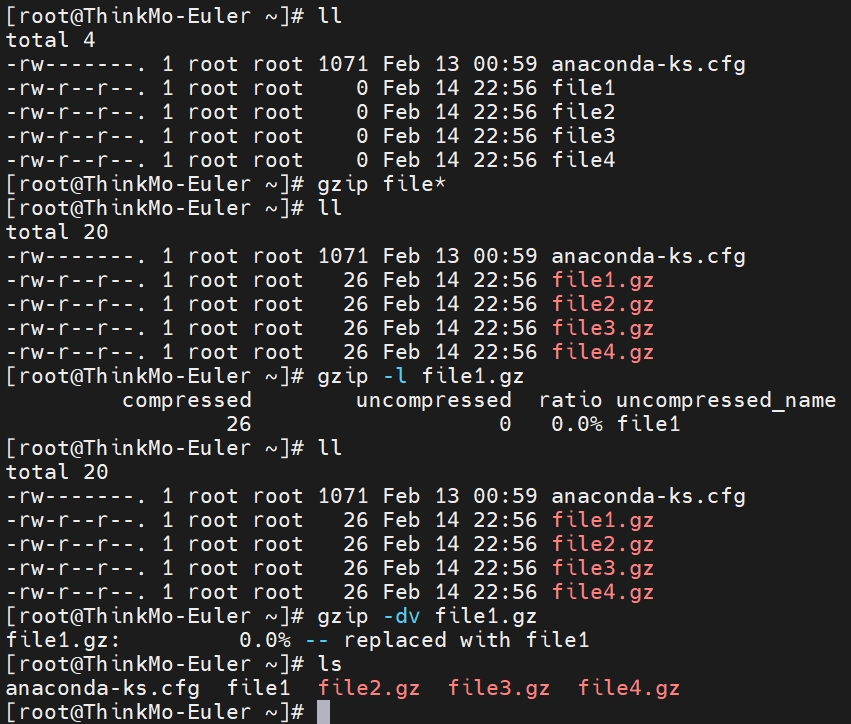 [root@ThinkMo-Euler ~]# ll
total 4
-rw-------. 1 root root 1071 Feb 13 00:59 anaconda-ks.cfg
-rw-r--r--. 1 root root    0 Feb 14 22:56 file1
-rw-r--r--. 1 root root    0 Feb 14 22:56 file2
-rw-r--r--. 1 root root    0 Feb 14 22:56 file3
-rw-r--r--. 1 root root    0 Feb 14 22:56 file4
[root@ThinkMo-Euler ~]# gzip file*
[root@ThinkMo-Euler ~]# ll
total 20
-rw-------. 1 root root 1071 Feb 13 00:59 anaconda-ks.cfg
-rw-r--r--. 1 root root   26 Feb 14 22:56 file1.gz
-rw-r--r--. 1 root root   26 Feb 14 22:56 file2.gz
-rw-r--r--. 1 root root   26 Feb 14 22:56 file3.gz
-rw-r--r--. 1 root root   26 Feb 14 22:56 file4.gz
[root@ThinkMo-Euler ~]# gzip -l file1.gz
         compressed        uncompressed  ratio uncompressed_name
                 26                   0   0.0% file1
[root@ThinkMo-Euler ~]# ll
total 20
-rw-------. 1 root root 1071 Feb 13 00:59 anaconda-ks.cfg
-rw-r--r--. 1 root root   26 Feb 14 22:56 file1.gz
-rw-r--r--. 1 root root   26 Feb 14 22:56 file2.gz
-rw-r--r--. 1 root root   26 Feb 14 22:56 file3.gz
-rw-r--r--. 1 root root   26 Feb 14 22:56 file4.gz
[root@ThinkMo-Euler ~]# gzip -dv file1.gz
file1.gz:         0.0% -- replaced with file1
[root@ThinkMo-Euler ~]# ls
anaconda-ks.cfg  file1  file2.gz  file3.gz  file4.gz
[root@ThinkMo-Euler ~]#